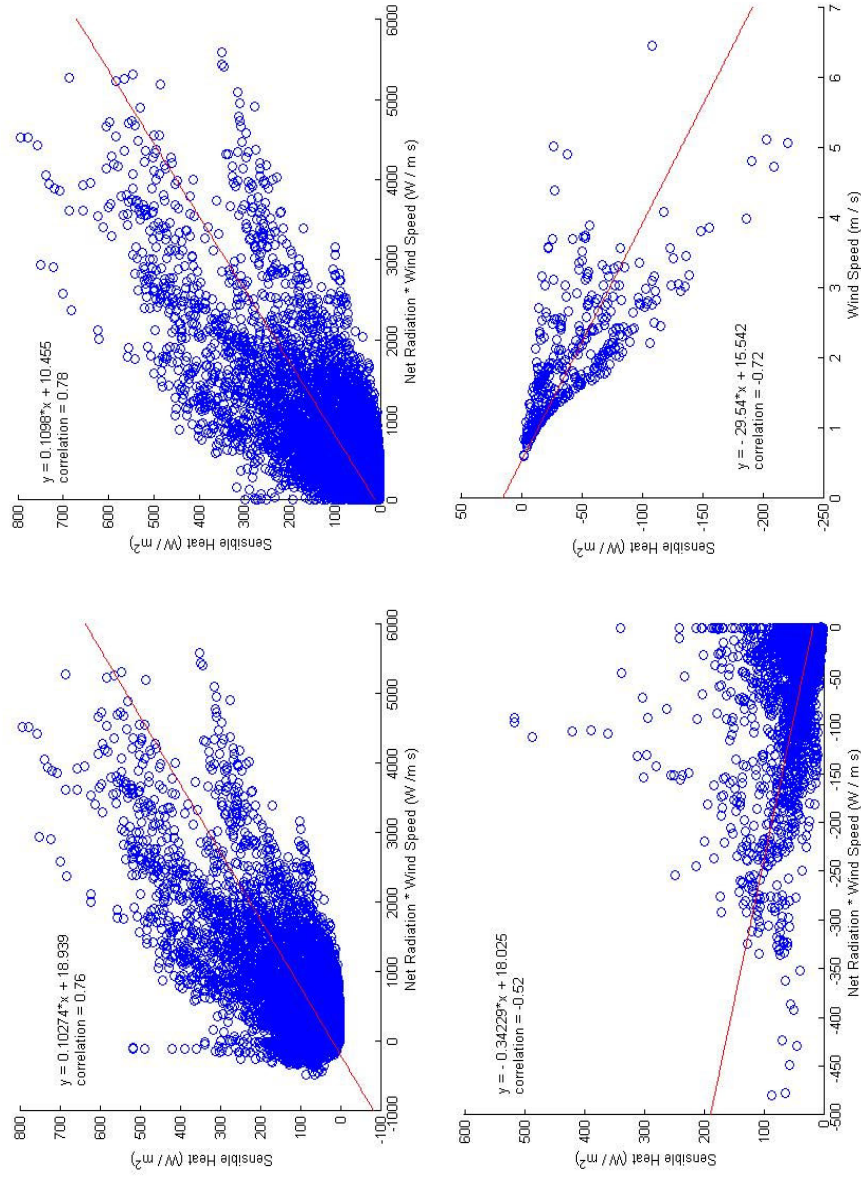 800
700
600
500
400
300
200
100
0
-100
Sensible Heat (W / m²)
y = 0.10274*x + 18.939
correlation = 0.76
-1000 0 1000 2000 3000 4000 5000 6000
Net Radiation * Wind Speed (W /m s)
800
700
600
500
400
300
200
100
0
Sensible Heat (W / m²)
y = 0.1098*x + 10.455
correlation = 0.78
0 1000 2000 3000 4000 5000 6000
Net Radiation * Wind Speed (W / m s)
600
500
400
300
200
100
0
Sensible Heat (W / m²)
y = - 0.34229*x + 18.025
correlation = -0.52
-500 -450 -400 -350 -300 -250 -200 -150 -100 -50 0
Net Radiation * Wind Speed (W / m s)
50
0
-50
-100
-150
-200
-250
Sensible Heat (W / m²)
y = - 29.54*x + 15.542
correlation = -0.72
0 1 2 3 4 5 6 7
Wind Speed (m / s)